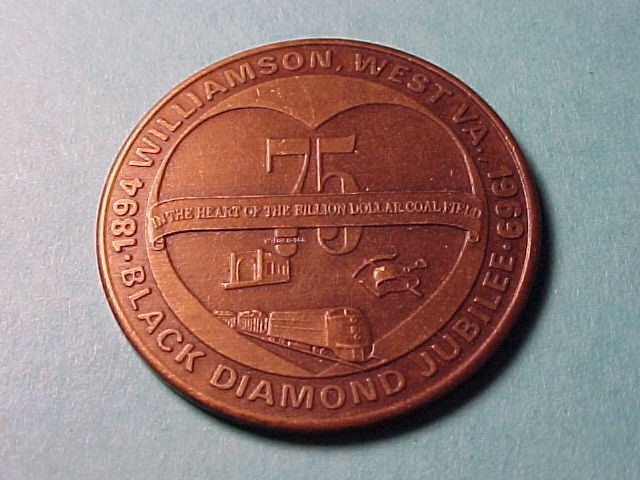 1894 WILLIAMSON, WEST VA., 1969
75
IN THE HEART OF THE BILLION DOLLAR COAL FIELD
·BLACK DIAMOND JUBILEE·